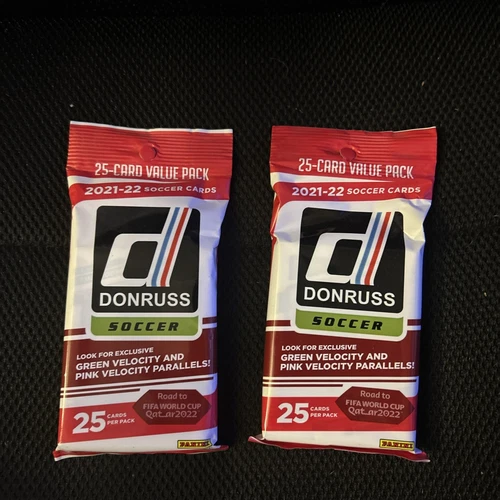 25-CARD VALUE PACK
2021-22 SOCCER CARDS
d
DONRUSS
SOCCER
LOOK FOR EXCLUSIVE
GREEN VELOCITY AND
PINK VELOCITY PARALLELS!
25 CARDS
PER PACK
Road to
FIFA WORLD CUP
Qatar2022
PANINI
25-CARD VALUE PACK
2021-22 SOCCER CARDS
d
DONRUSS
SOCCER
LOOK FOR EXCLUSIVE
GREEN VELOCITY AND
PINK VELOCITY PARALLELS!
25 CARDS
PER PACK
Road to
FIFA WORLD CUP
Qatar2022
PANINI